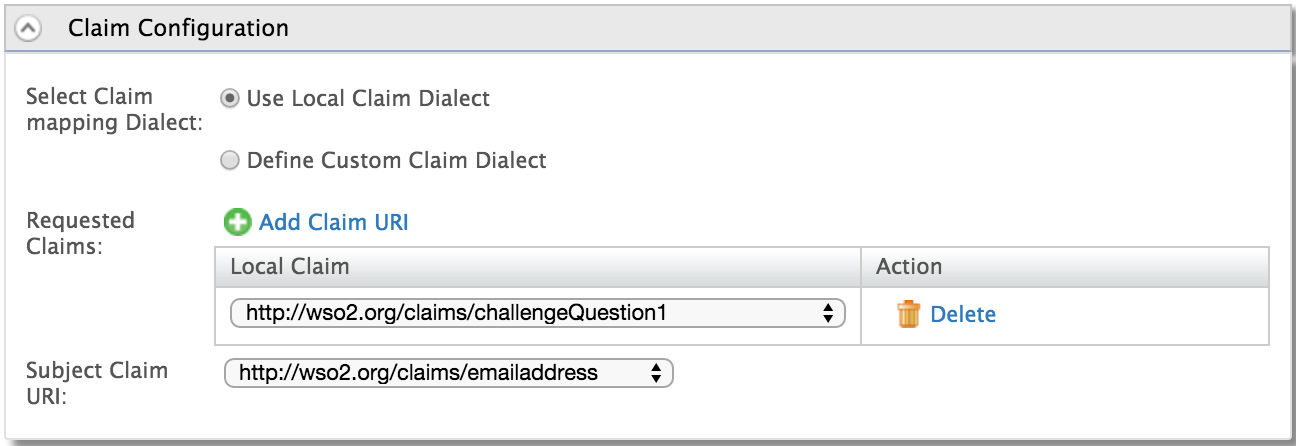 Claim Configuration
Select Claim
mapping Dialect:
Use Local Claim Dialect
Define Custom Claim Dialect
Requested
Claims:
Add Claim URI
Local Claim Action
http://wso2.org/claims/challengeQuestion1 Delete
Subject Claim
URI:
http://wso2.org/claims/emailaddress